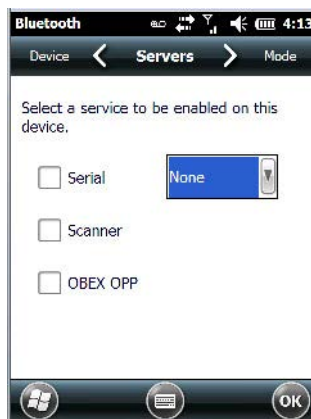 Bluetooth 4:13
Device Servers Mode
Select a service to be enabled on this
device.
Serial None
Scanner
OBEX OPP
OK